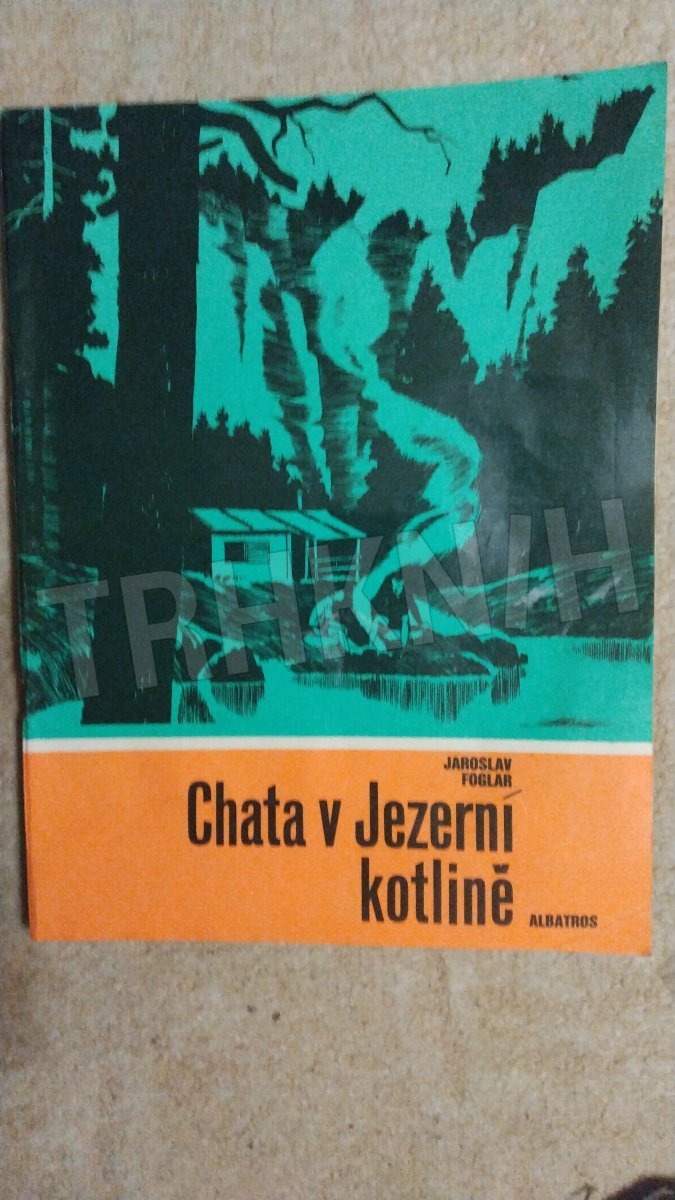 TRHKNIH
JAROSLAV
FOGLAR
Chata v Jezerní
kotlině
ALBATROS